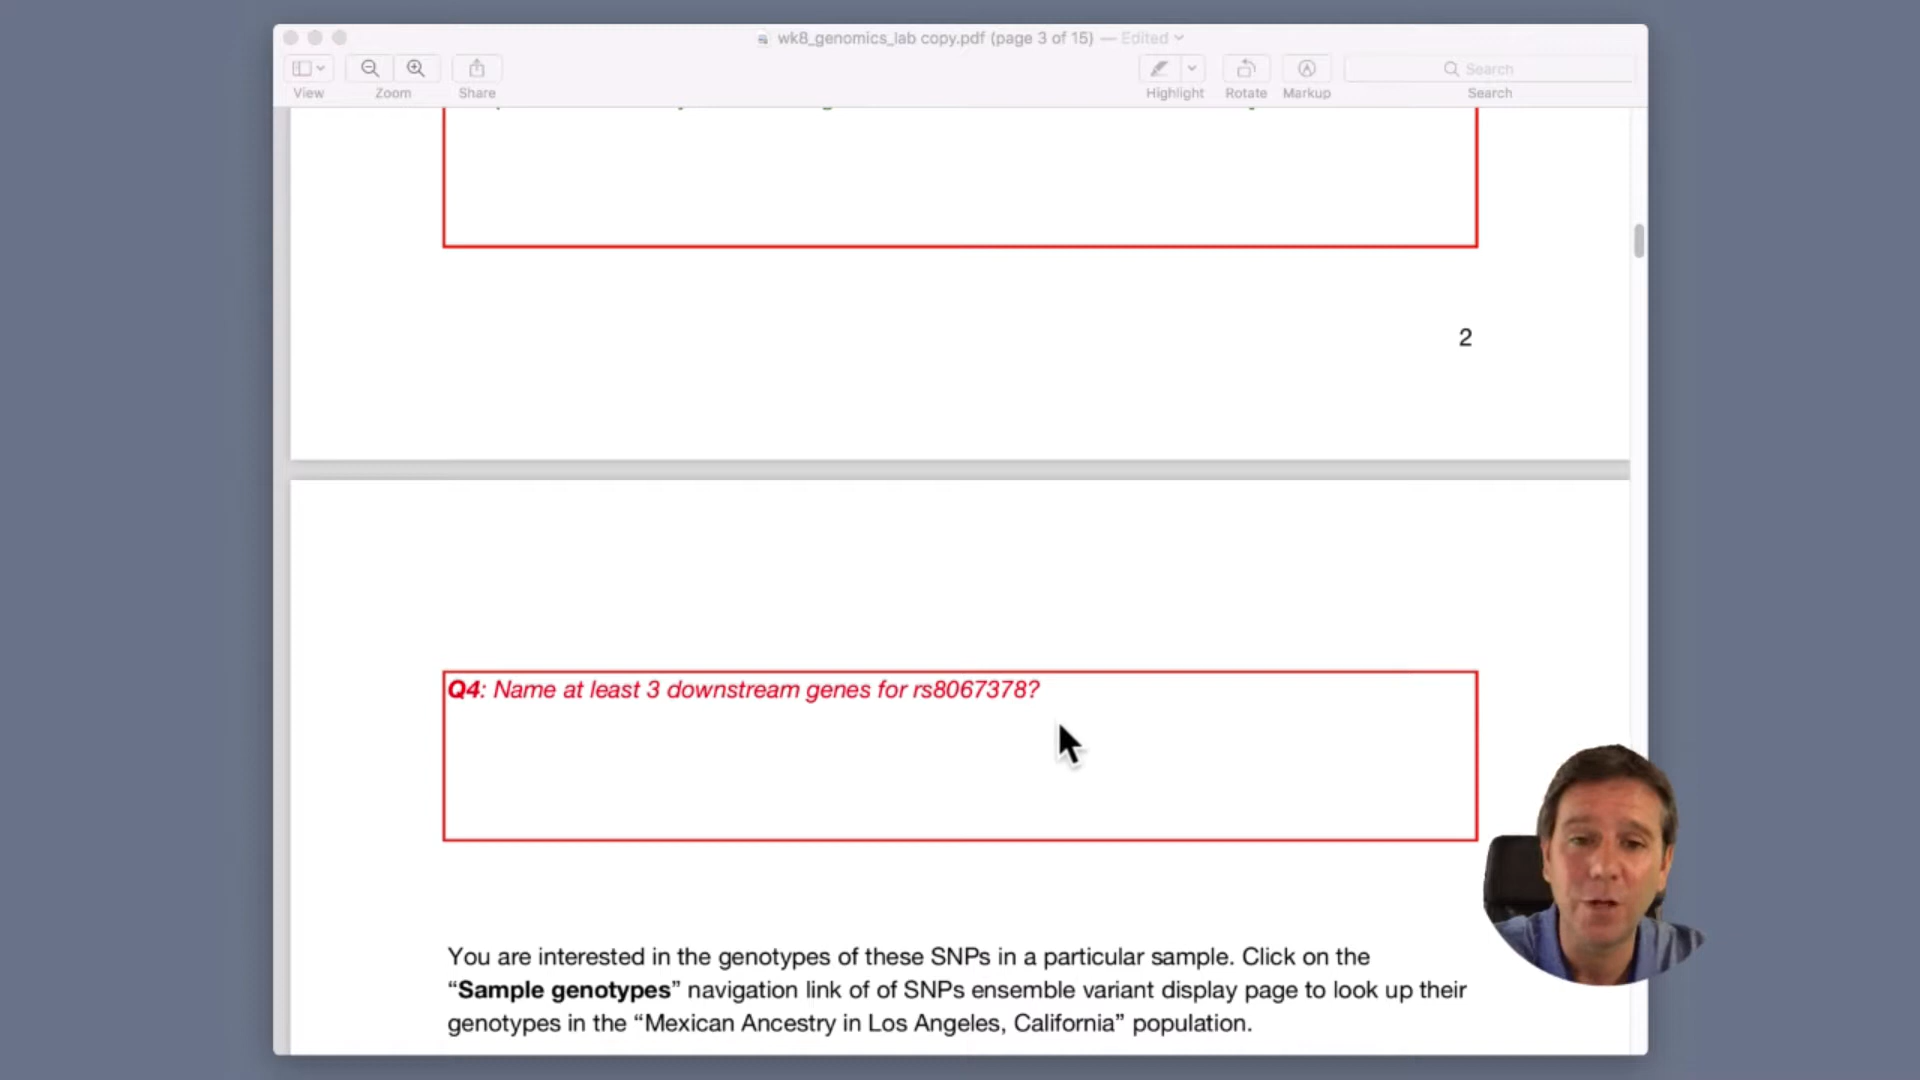 wk8_genomics_lab copy.pdf (page 3 of 15) — Edited
View
Zoom
Share
Highlight
Rotate
Markup
Search
Search
2
Q4: Name at least 3 downstream genes for rs8067378?
You are interested in the genotypes of these SNPs in a particular sample. Click on the
“Sample genotypes” navigation link of of SNPs ensemble variant display page to look up their
genotypes in the “Mexican Ancestry in Los Angeles, California” population.